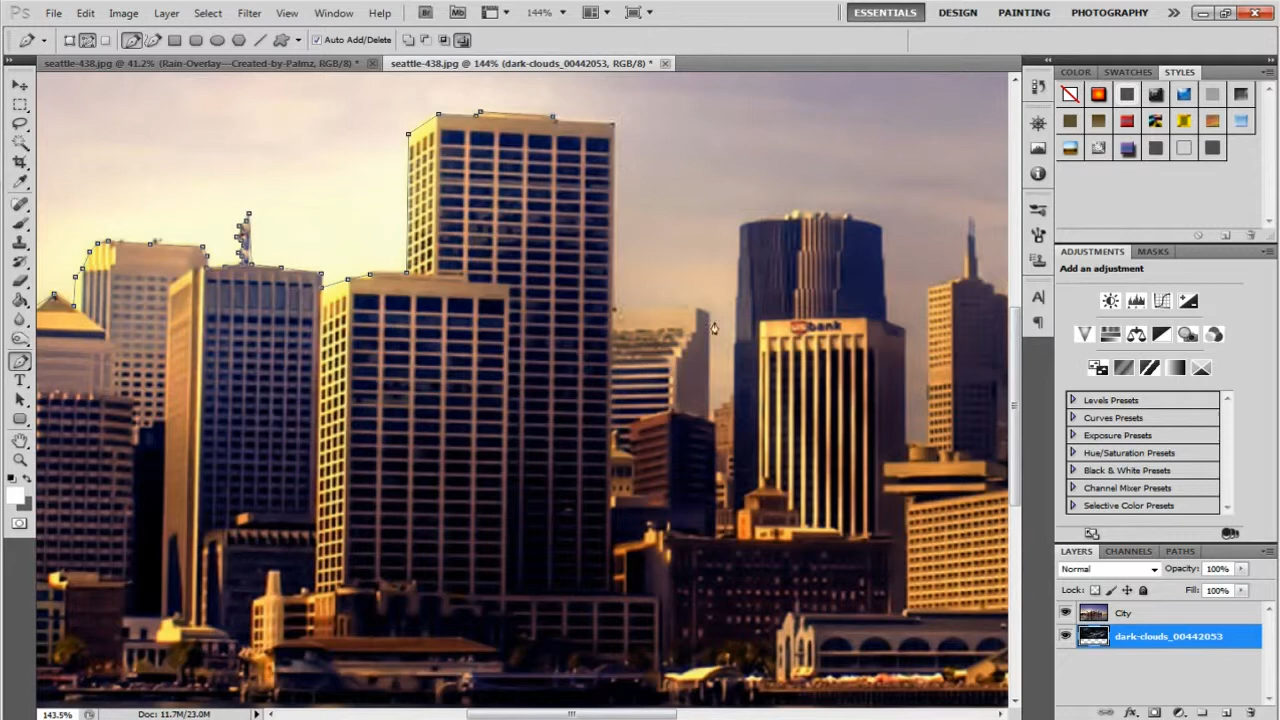 PS File Edit Image Layer Select Filter View Window Help Br Mb 144% ESSENTIALS DESIGN PAINTING PHOTOGRAPHY
Auto Add/Delete
seattle-438.jpg @ 41.2% (Rain-Overlay---Created-by-Palmz, RGB/8) * seattle-438.jpg @ 144% (dark-clouds_00442053, RGB/8) *
COLOR SWATCHES STYLES
ADJUSTMENTS MASKS
Add an adjustment
usbank
Levels Presets
Curves Presets
Exposure Presets
Hue/Saturation Presets
Black & White Presets
Channel Mixer Presets
Selective Color Presets
LAYERS CHANNELS PATHS
Normal Opacity: 100%
Lock: Fill: 100%
City
dark-clouds_00442053
143.5% Doc: 11.7M/23.0M